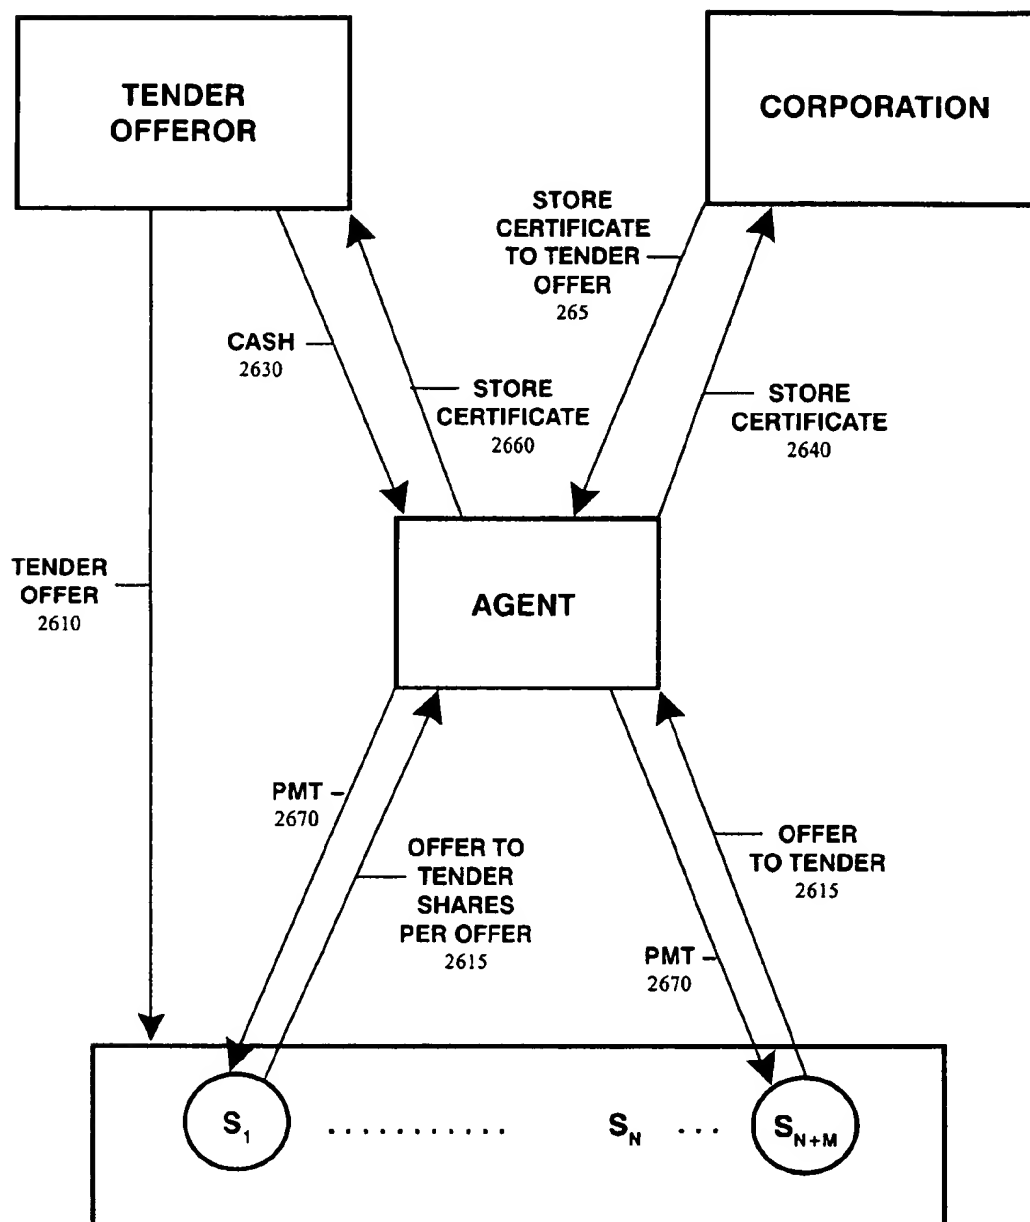 TENDER
OFFEROR
CORPORATION
STORE
CERTIFICATE
TO TENDER
OFFER
265
CASH
2630
STORE
CERTIFICATE
2660
STORE
CERTIFICATE
2640
TENDER
OFFER
2610
AGENT
PMT
2670
OFFER TO
TENDER
SHARES
PER OFFER
2615
OFFER
TO TENDER
2615
PMT
2670
S1 ........... SN ... SN+M